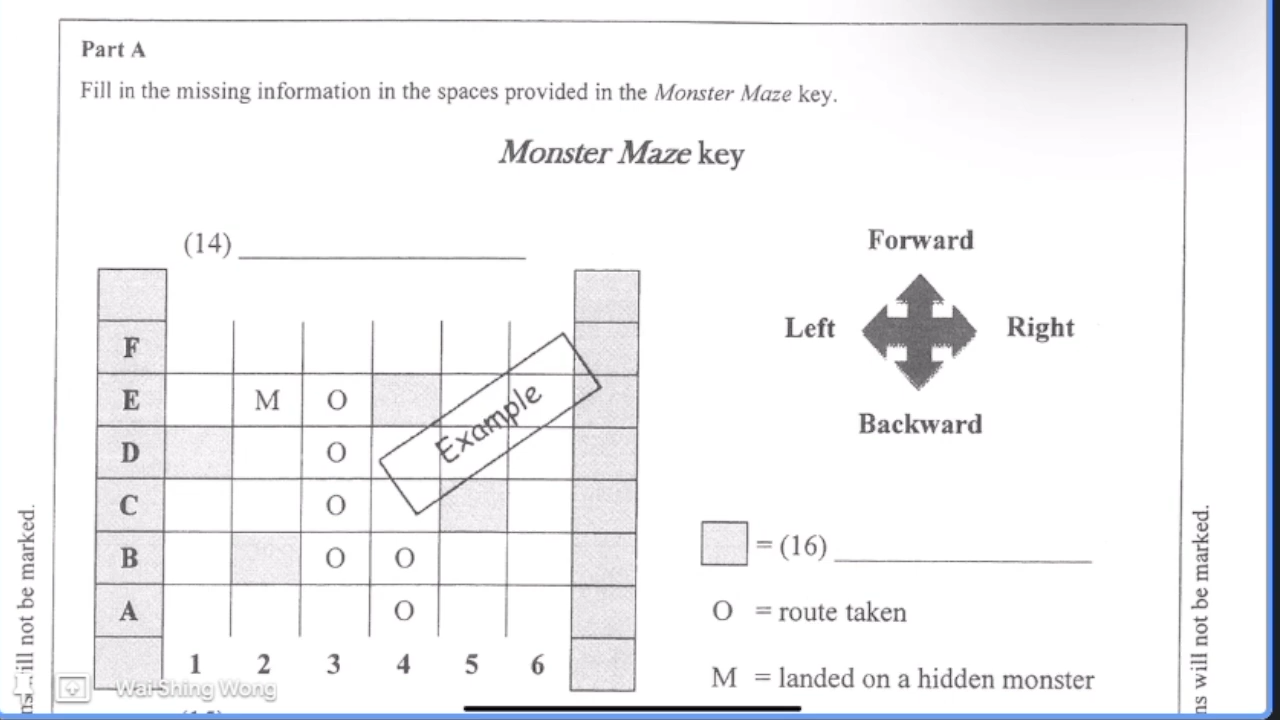 Part A
Fill in the missing information in the spaces provided in the Monster Maze key.
Monster Maze key
(14)
Forward
Left
Right
Backward
F
E M O
D O
C O
B O O
A O
1 2 3 4 5 6
Example
= (16)
O = route taken
M = landed on a hidden monster
will not be marked.
ns will not be marked.
Wai Shing Wong